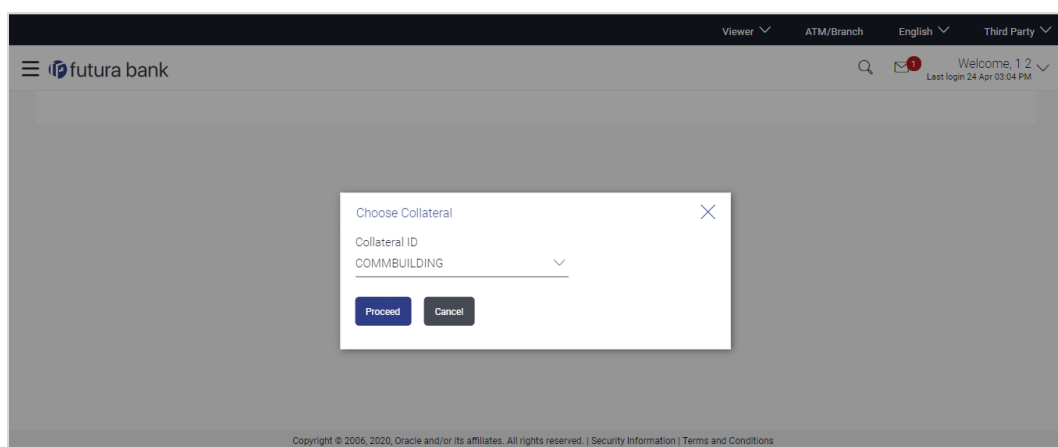 Viewer ATM/Branch English Third Party
futura bank 1 Welcome, 1 2
Last login 24 Apr 03:04 PM
Choose Collateral
Collateral ID
COMMBUILDING
Proceed Cancel
Copyright © 2006, 2020, Oracle and/or its affiliates. All rights reserved. | Security Information | Terms and Conditions